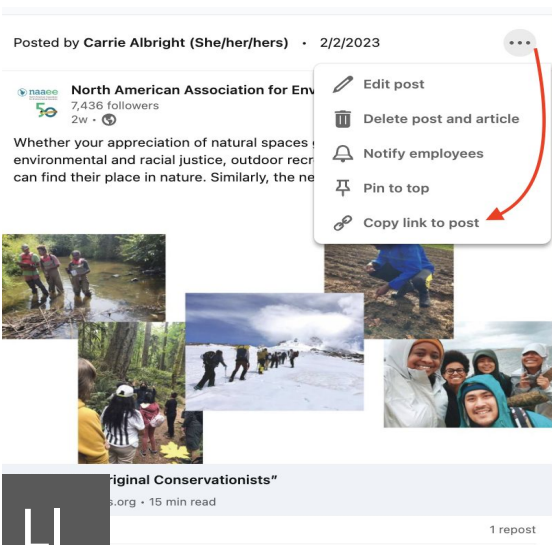 Posted by Carrie Albright (She/her/hers) • 2/2/2023
naaee
50
North American Association for Env
7,436 followers
2w •
Whether your appreciation of natural spaces
environmental and racial justice, outdoor recr
can find their place in nature. Similarly, the ne
Edit post
Delete post and article
Notify employees
Pin to top
Copy link to post
riginal Conservationists”
s.org • 15 min read
1 repost